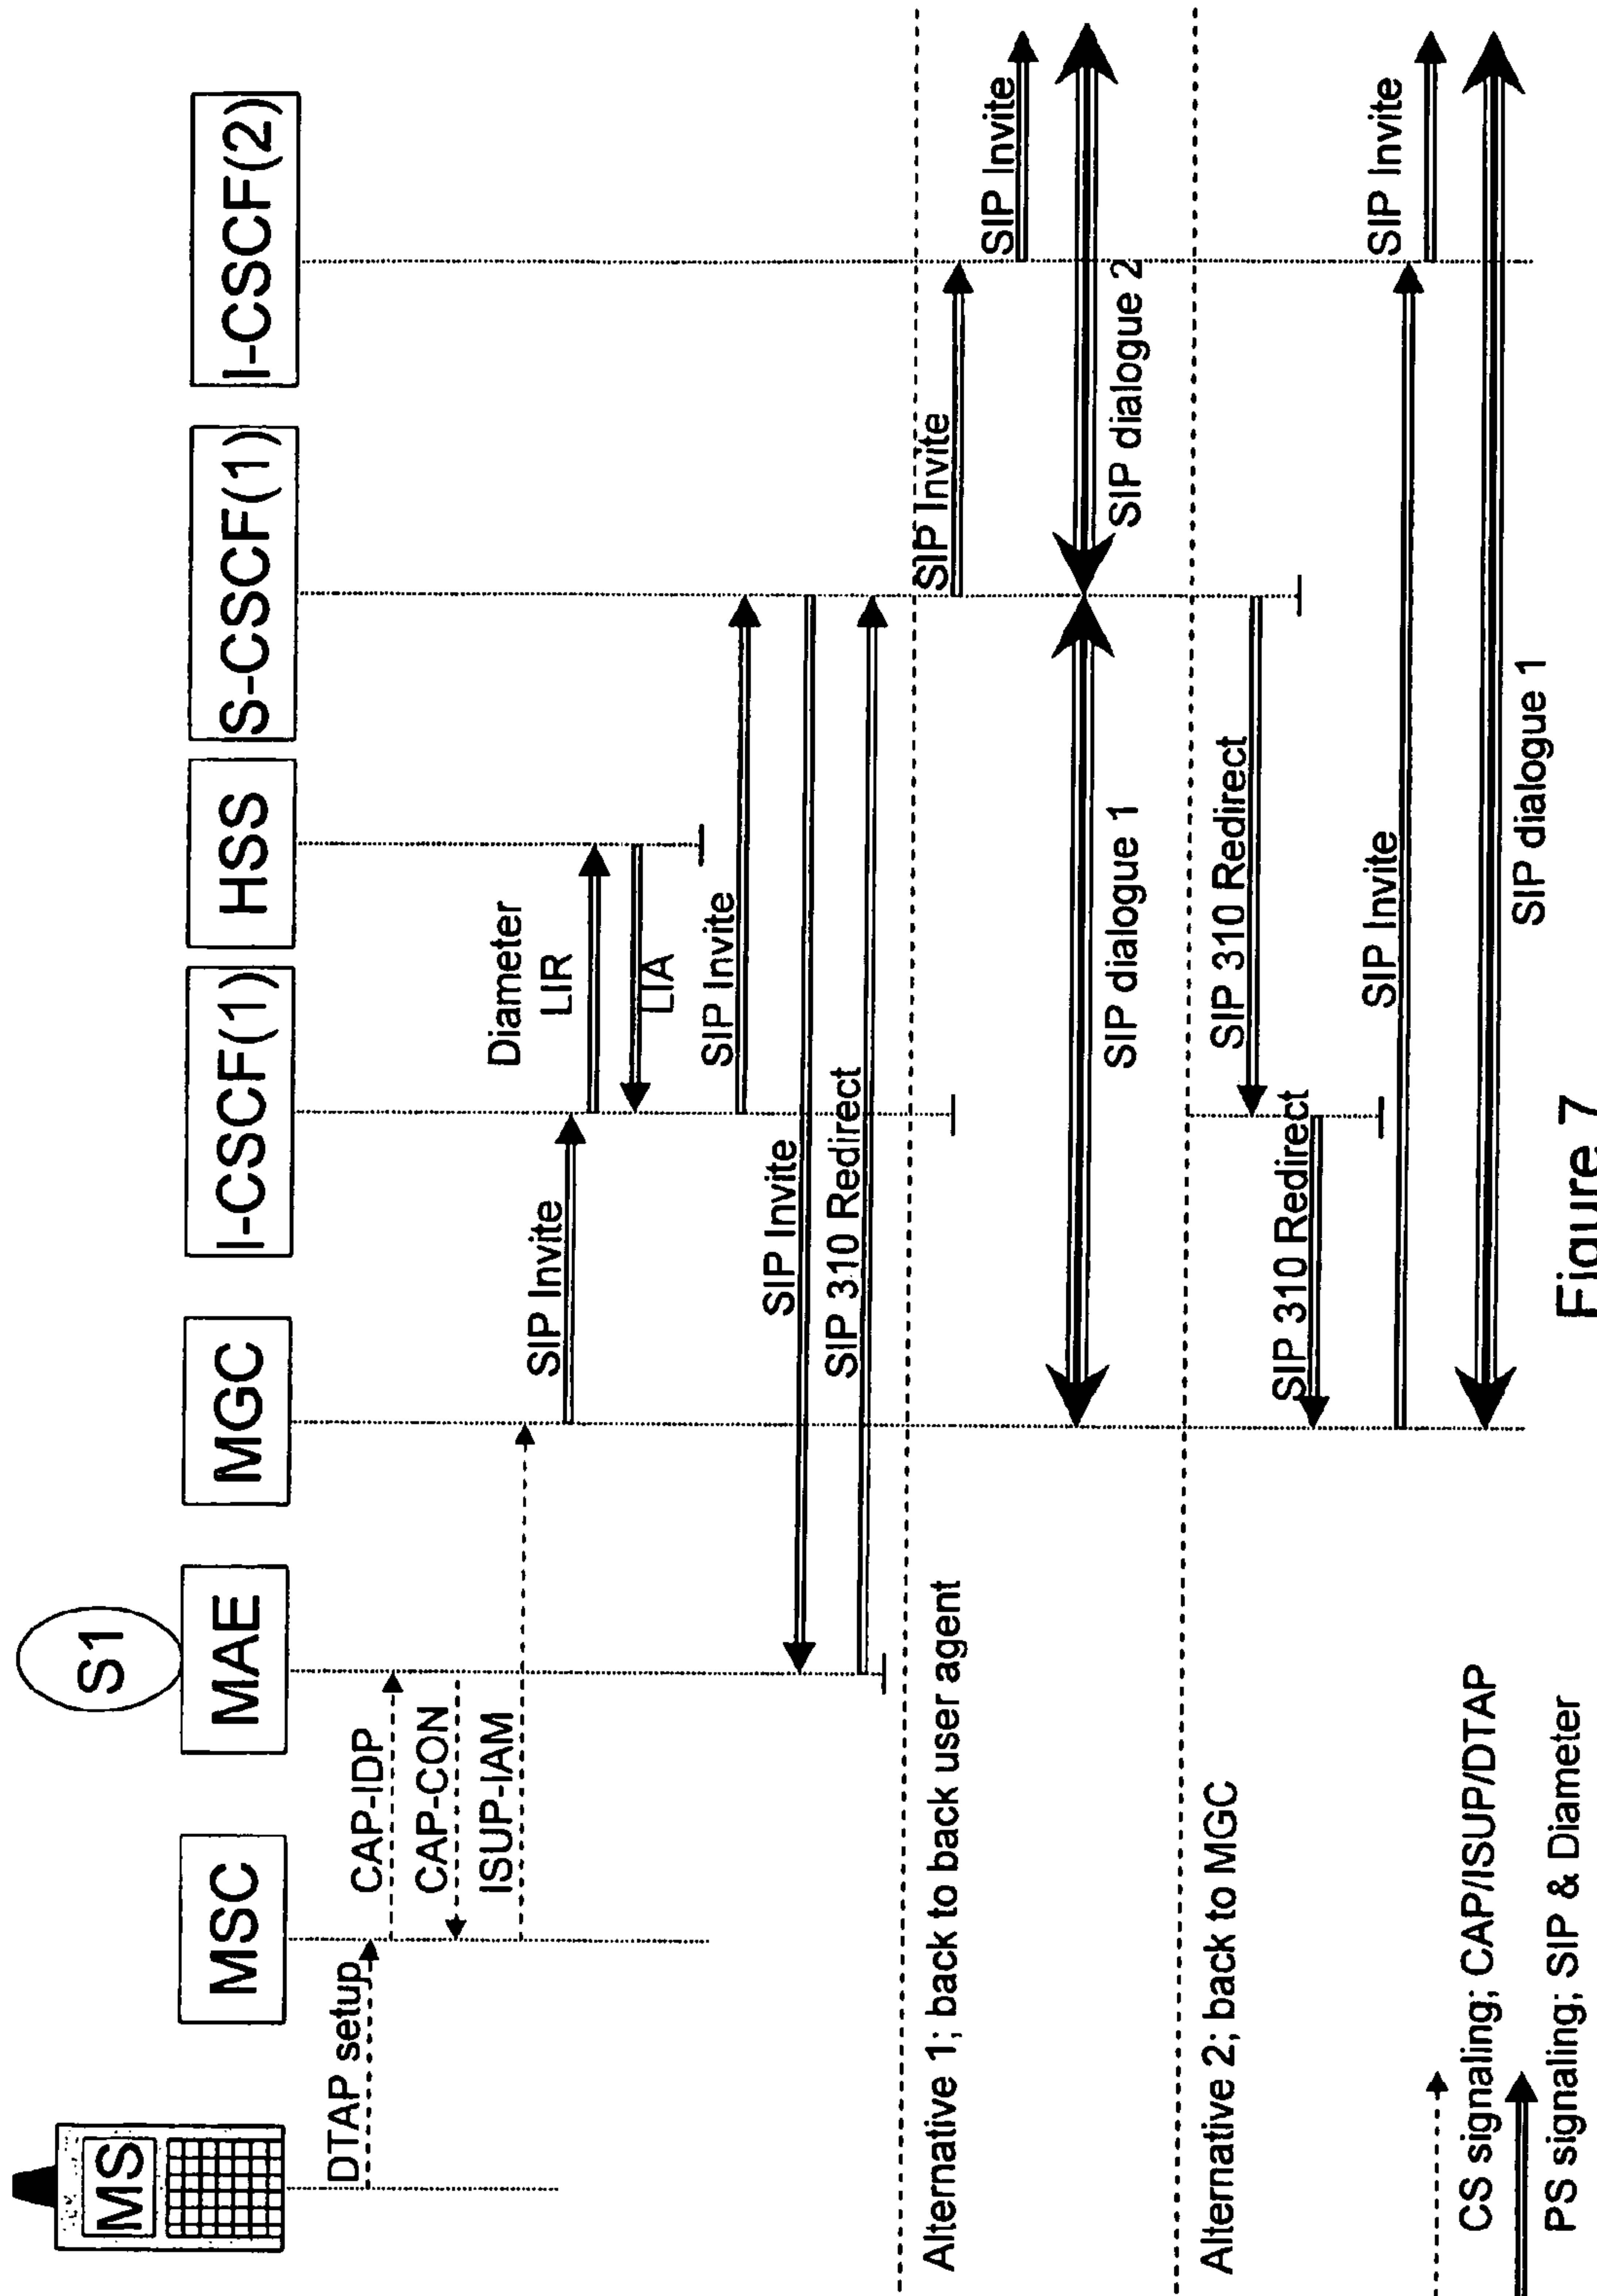 S1
MS
MSC
MAE
MGC
I-CSCF(1)
HSS
S-CSCF(1)
I-CSCF(2)
DTAP setup
CAP-IDP
CAP-CON
ISUP-IAM
SIP Invite
Diameter
LIR
LIA
SIP Invite
SIP Invite
SIP 310 Redirect
Alternative 1; back to back user agent
SIP Invite
SIP Invite
SIP dialogue 1
SIP dialogue 2
Alternative 2; back to MGC
SIP 310 Redirect
SIP 310 Redirect
SIP Invite
SIP Invite
SIP dialogue 1
CS signaling; CAP/ISUP/DTAP
PS signaling; SIP & Diameter
Figure 7